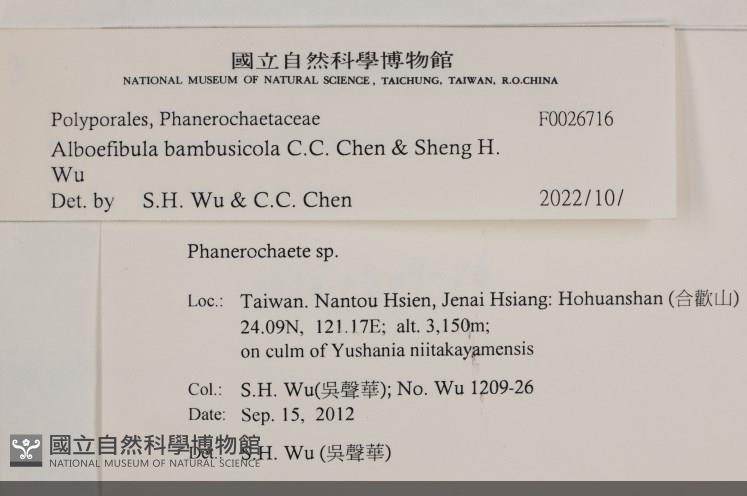 國立自然科學博物館
NATIONAL MUSEUM OF NATURAL SCIENCE, TAICHUNG, TAIWAN, R.O.CHINA
Polyporales, Phanerochaetaceae F0026716
Alboefibula bambusicola C.C. Chen & Sheng H.
Wu
Det. by S.H. Wu & C.C. Chen 2022/10/
Phanerochaete sp.
Loc.: Taiwan. Nantou Hsien, Jenai Hsiang: Hohuanshan (合歡山)
24.09N, 121.17E; alt. 3,150m;
on culm of Yushania niitakayamensis
Col.: S.H. Wu(吳聲華); No. Wu 1209-26
Date: Sep. 15, 2012
Det.: S.H. Wu (吳聲華)
國立自然科學博物館
NATIONAL MUSEUM OF NATURAL SCIENCE